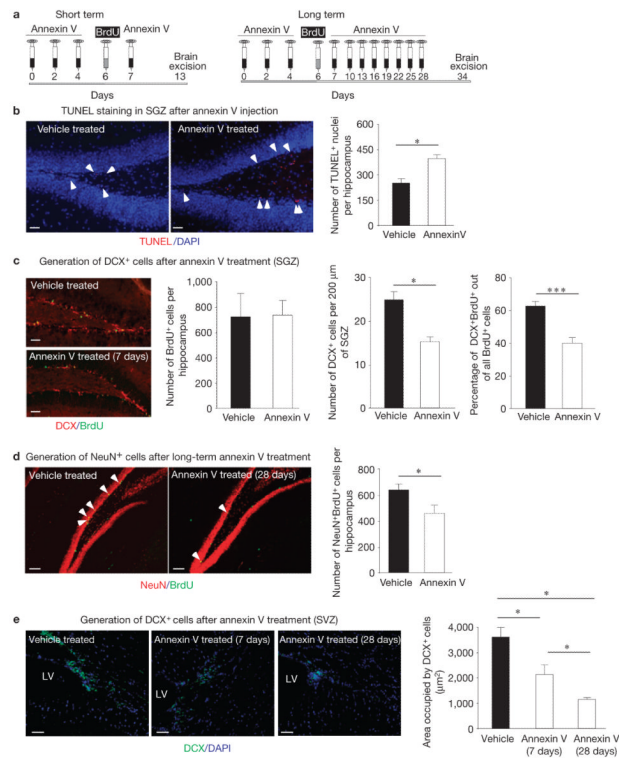 a
Short term
Long term
Annexin V
BrdU
Annexin V
Annexin V
BrdU
Annexin V
Brain
excision
Brain
excision
0 2 4 6 7 13
0 2 4 6 7 10 13 16 19 22 25 28 34
Days
Days
b
TUNEL staining in SGZ after annexin V injection
Vehicle treated
Annexin V treated
TUNEL/DAPI
Number of TUNEL⁺ nuclei
per hippocampus
600
450
300
150
0
*
Vehicle
AnnexinV
c
Generation of DCX⁺ cells after annexin V treatment (SGZ)
Vehicle treated
Annexin V treated (7 days)
DCX/BrdU
Number of BrdU⁺ cells per
hippocampus
1,000
800
600
400
200
0
Vehicle
Annexin V
Number of DCX⁺ cells per 200 μm
of SGZ
30
25
20
15
10
5
0
*
Vehicle
Annexin V
Percentage of DCX⁺BrdU⁺ out
of all BrdU⁺ cells
80
70
60
50
40
30
20
10
0
***
Vehicle
Annexin V
d
Generation of NeuN⁺ cells after long-term annexin V treatment
Vehicle treated
Annexin V treated (28 days)
NeuN/BrdU
Number of NeuN⁺BrdU⁺ cells per
hippocampus
800
600
400
200
0
*
Vehicle
Annexin V
e
Generation of DCX⁺ cells after annexin V treatment (SVZ)
Vehicle treated
Annexin V treated (7 days)
Annexin V treated (28 days)
LV
LV
LV
DCX/DAPI
Area occupied by DCX⁺ cells
(μm²)
4,000
3,000
2,000
1,000
0
*
*
*
Vehicle
Annexin V
(7 days)
Annexin V
(28 days)